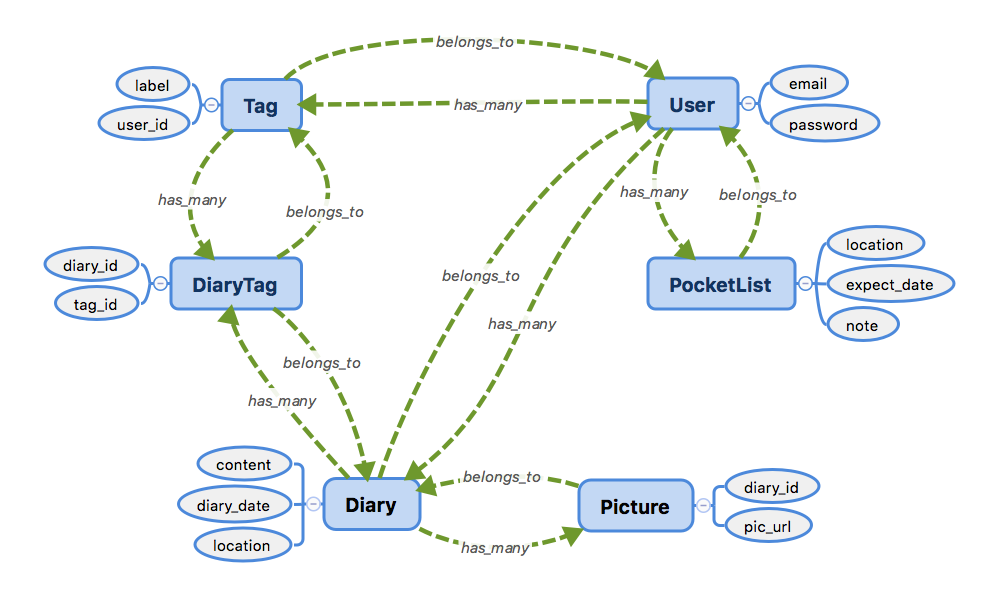 belongs_to
label
Tag
user_id
has_many
User
email
password
has_many
belongs_to
has_many
belongs_to
diary_id
DiaryTag
tag_id
belongs_to
has_many
PocketList
location
expect_date
note
belongs_to
has_many
content
diary_date
location
Diary
belongs_to
has_many
Picture
diary_id
pic_url